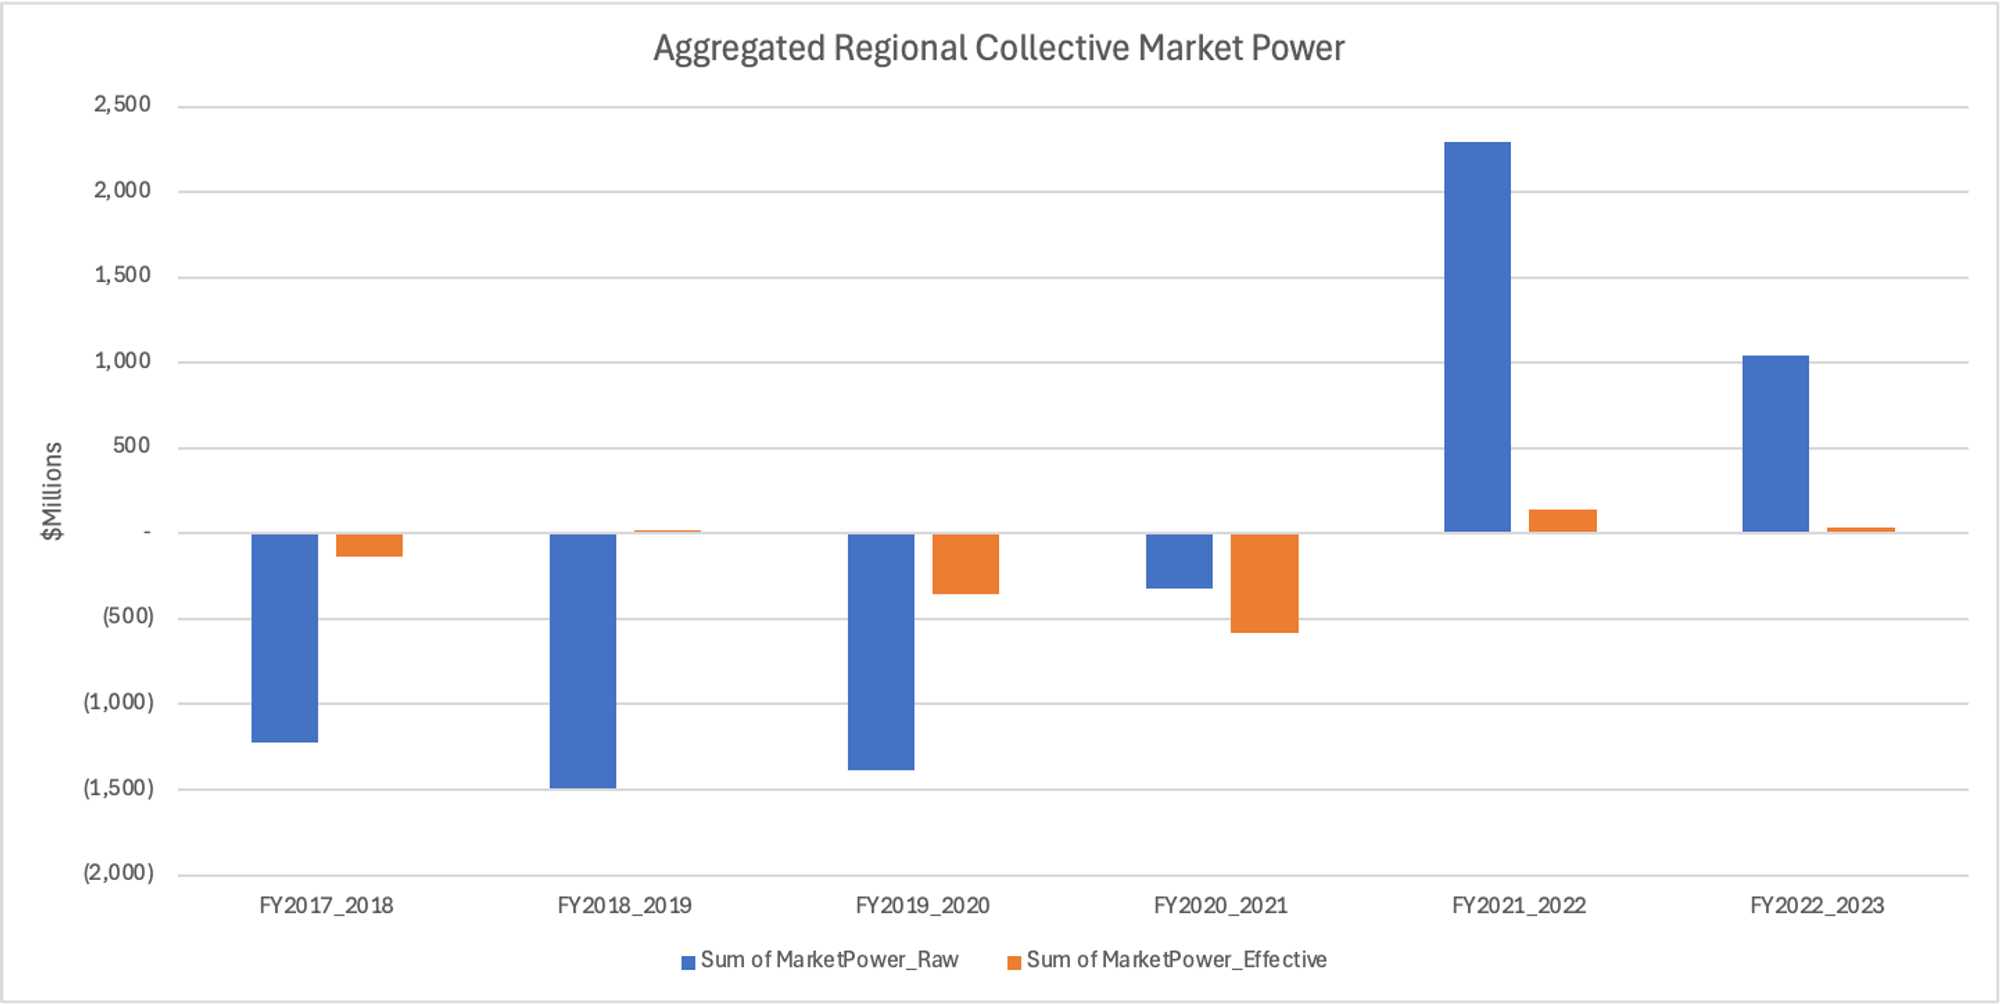 Aggregated Regional Collective Market Power
2,500
2,000
1,500
1,000
500
-
(500)
(1,000)
(1,500)
(2,000)
$Millions
FY2017_2018 FY2018_2019 FY2019_2020 FY2020_2021 FY2021_2022 FY2022_2023
Sum of MarketPower_Raw Sum of MarketPower_Effective